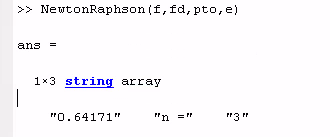 >> NewtonRaphson(f,fd,pto,e)
ans =
1×3 string array
"0.64171" "n =" "3"